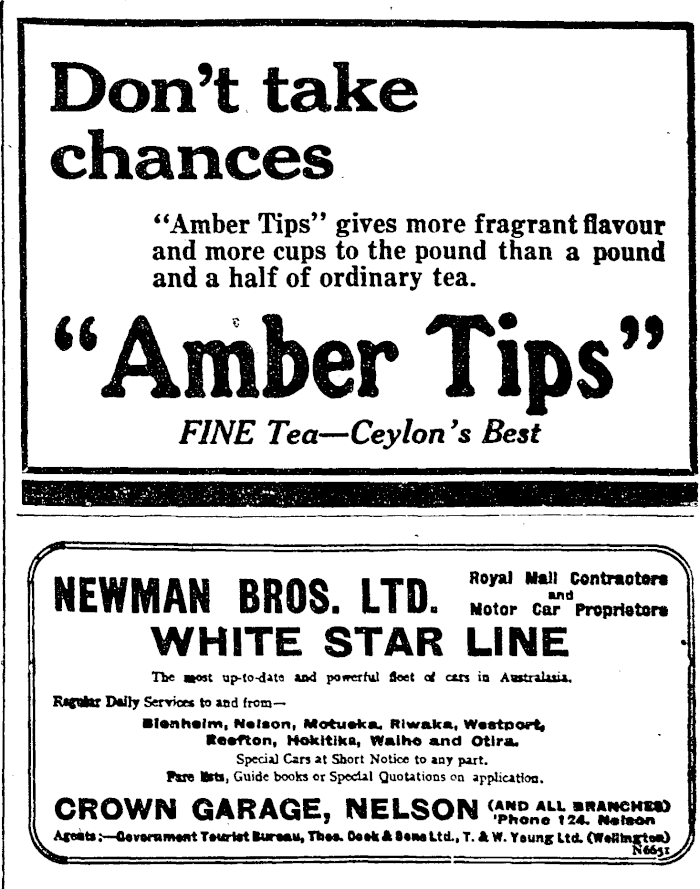 Don't take
chances
"Amber Tips" gives more fragrant flavour
and more cups to the pound than a pound
and a half of ordinary tea.
"Amber Tips"
FINE Tea—Ceylon's Best
NEWMAN BROS. LTD.
Royal Mail Contractors
and
Motor Car Proprietors
WHITE STAR LINE
The most up-to-date and powerful fleet of cars in Australasia.
Regular Daily Services to and from—
Blenheim, Nelson, Motueka, Riwaka, Westport,
Reefton, Hokitika, Waiho and Otira.
Special Cars at Short Notice to any part.
Fare lists, Guide books or Special Quotations on application.
CROWN GARAGE, NELSON (AND ALL BRANCHES)
'Phone 124. Nelson
Agents:—Government Tourist Bureau, Thos. Cook & Sons Ltd., T. & W. Young Ltd. (Wellington)
N6651